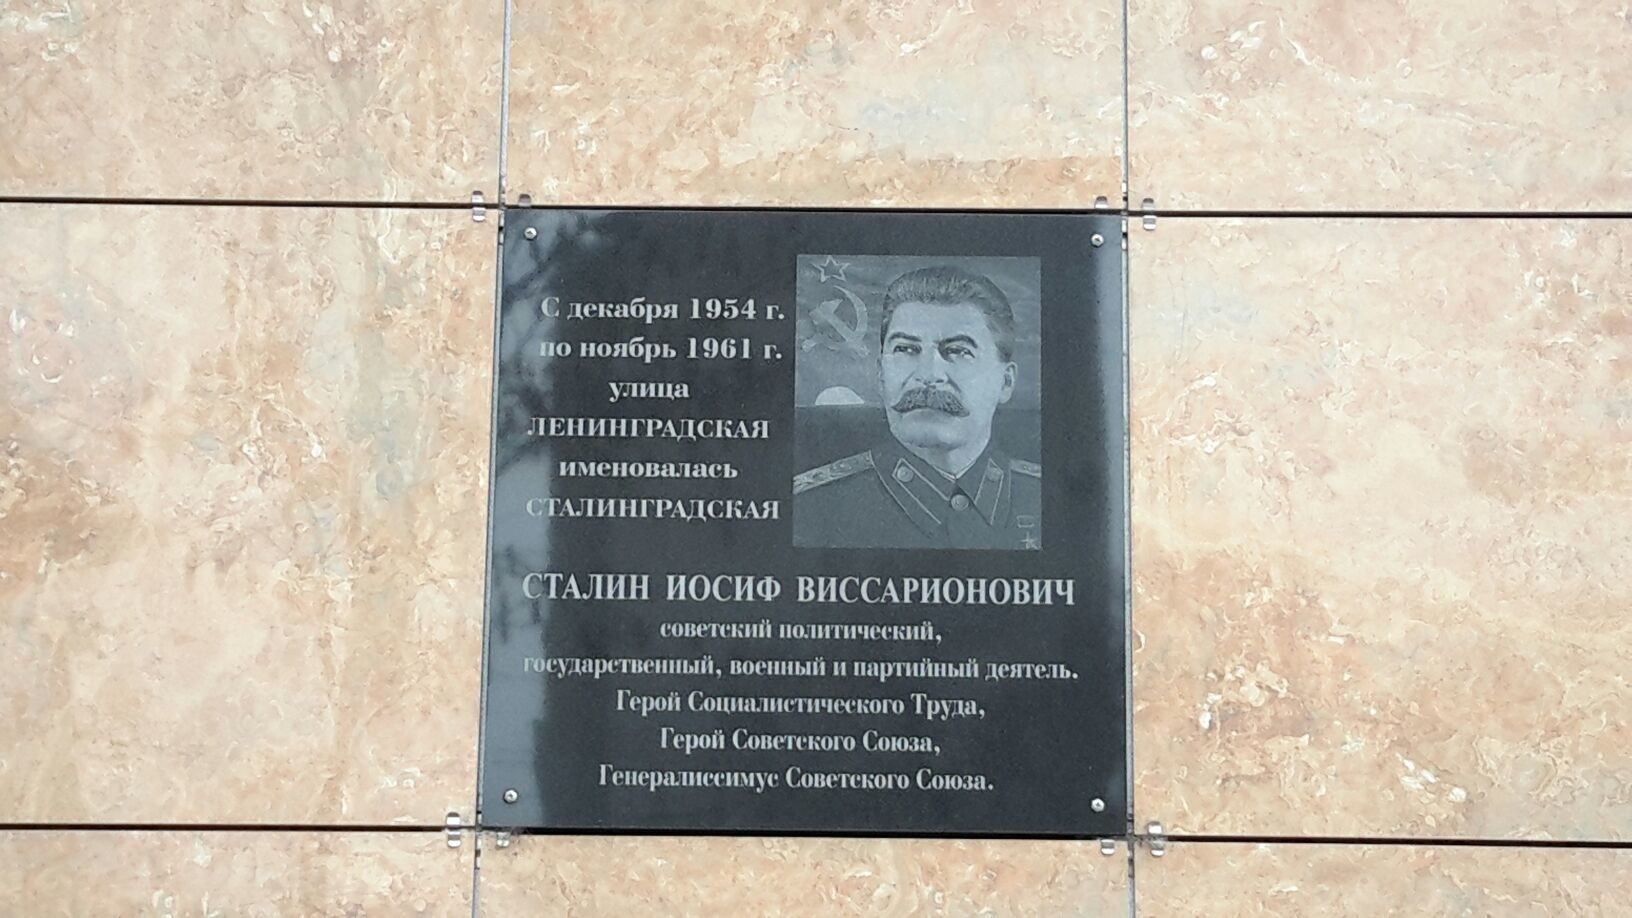 С декабря 1954 г.
по ноябрь 1961 г.
улица
ЛЕНИНГРАДСКАЯ
именовалась
СТАЛИНГРАДСКАЯ
СТАЛИН ИОСИФ ВИССАРИОНОВИЧ
советский политический,
государственный, военный и партийный деятель.
Герой Социалистического Труда,
Герой Советского Союза,
Генералиссимус Советского Союза.